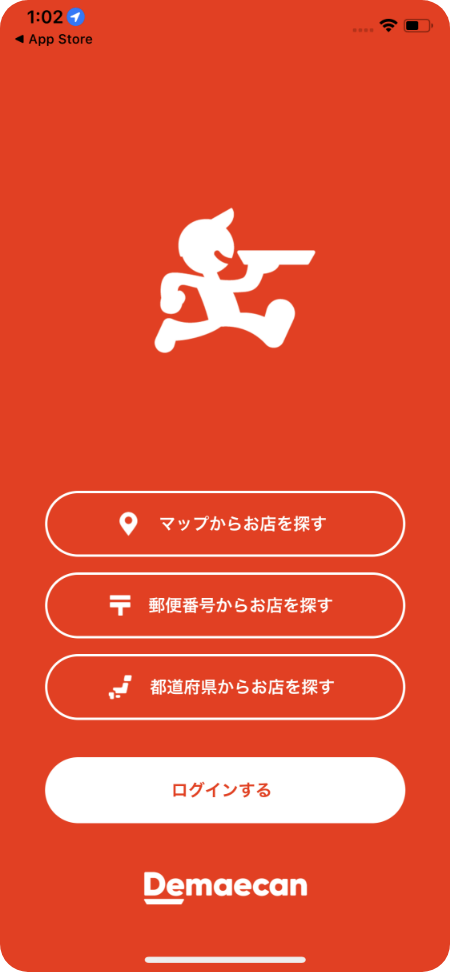 1:02
◀ App Store
マップからお店を探す
〒 郵便番号からお店を探す
都道府県からお店を探す
ログインする
Demaecan